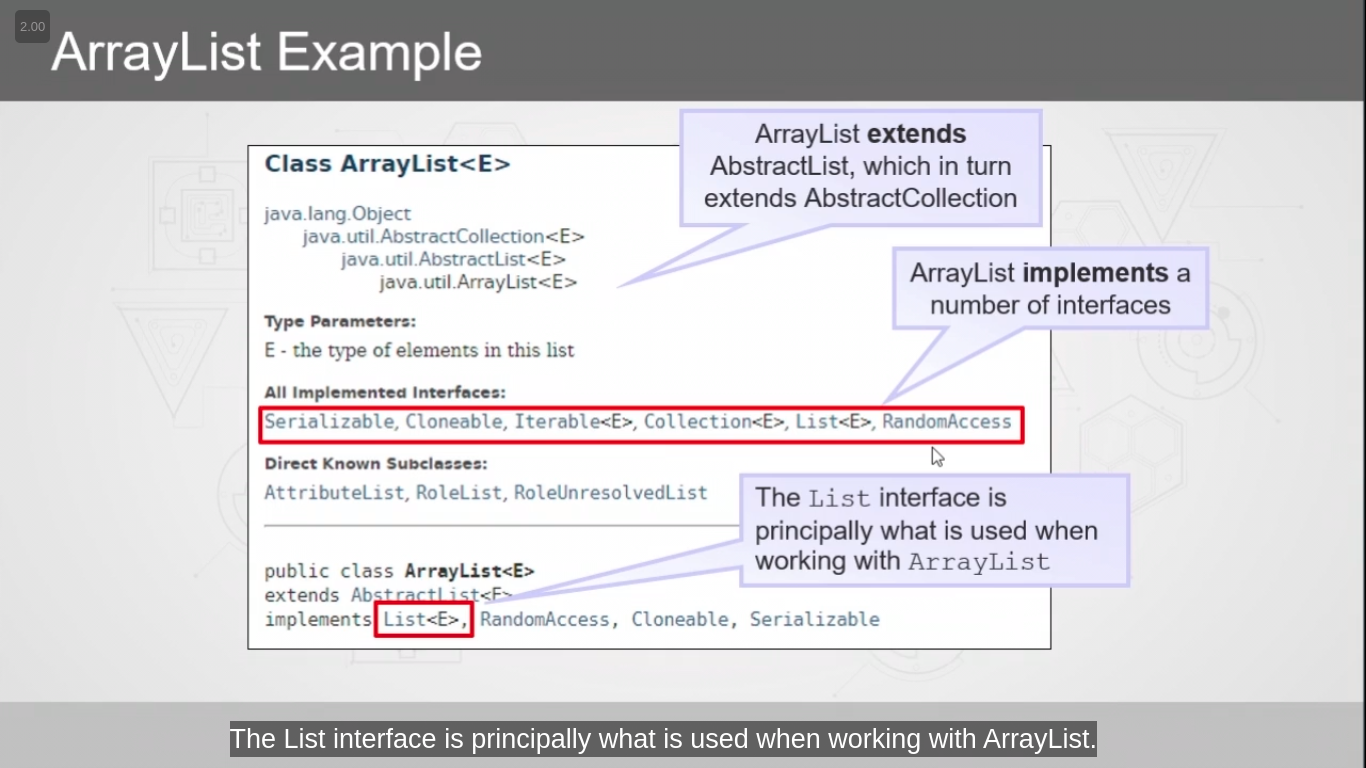 2.00
ArrayList Example
Class ArrayList<E>
java.lang.Object
java.util.AbstractCollection<E>
java.util.AbstractList<E>
java.util.ArrayList<E>
Type Parameters:
E - the type of elements in this list
All Implemented Interfaces:
Serializable, Cloneable, Iterable<E>, Collection<E>, List<E>, RandomAccess
Direct Known Subclasses:
AttributeList, RoleList, RoleUnresolvedList
public class ArrayList<E>
extends AbstractList<E>
implements List<E>, RandomAccess, Cloneable, Serializable
ArrayList extends
AbstractList, which in turn
extends AbstractCollection
ArrayList implements a
number of interfaces
The List interface is
principally what is used when
working with ArrayList
The List interface is principally what is used when working with ArrayList.